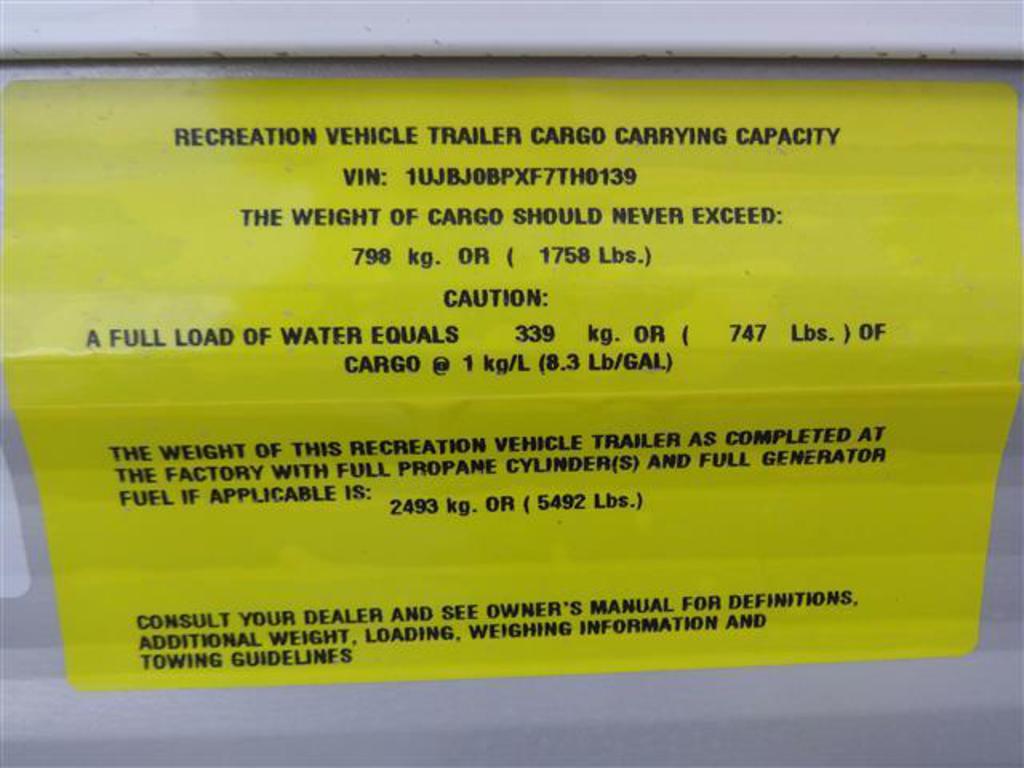 RECREATION VEHICLE TRAILER CARGO CARRYING CAPACITY
VIN: 1UJBJ0BPXF7TH0139
THE WEIGHT OF CARGO SHOULD NEVER EXCEED:
798 kg. OR ( 1758 Lbs.)
CAUTION:
A FULL LOAD OF WATER EQUALS 339 kg. OR ( 747 Lbs. ) OF
CARGO @ 1 kg/L (8.3 Lb/GAL)
THE WEIGHT OF THIS RECREATION VEHICLE TRAILER AS COMPLETED AT
THE FACTORY WITH FULL PROPANE CYLINDER(S) AND FULL GENERATOR
FUEL IF APPLICABLE IS: 2493 kg. OR ( 5492 Lbs.)
CONSULT YOUR DEALER AND SEE OWNER'S MANUAL FOR DEFINITIONS,
ADDITIONAL WEIGHT, LOADING, WEIGHING INFORMATION AND
TOWING GUIDELINES